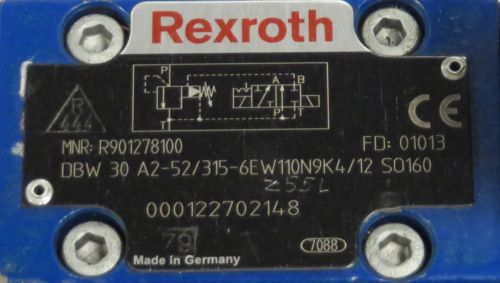 Rexroth
P
A B
T
P
T
R
444
CE
MNR: R901278100 FD: 01013
DBW 30 A2-52/315-6EW110N9K4/12 SO160
Z55L
000122702148
79
7088
Made in Germany